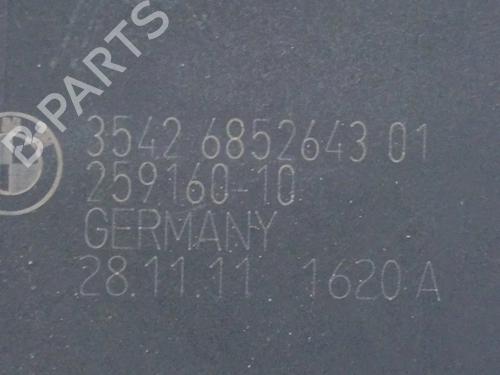 B-PARTS
3542 6852643 01
259160-10
GERMANY
28.11.11 1620 A